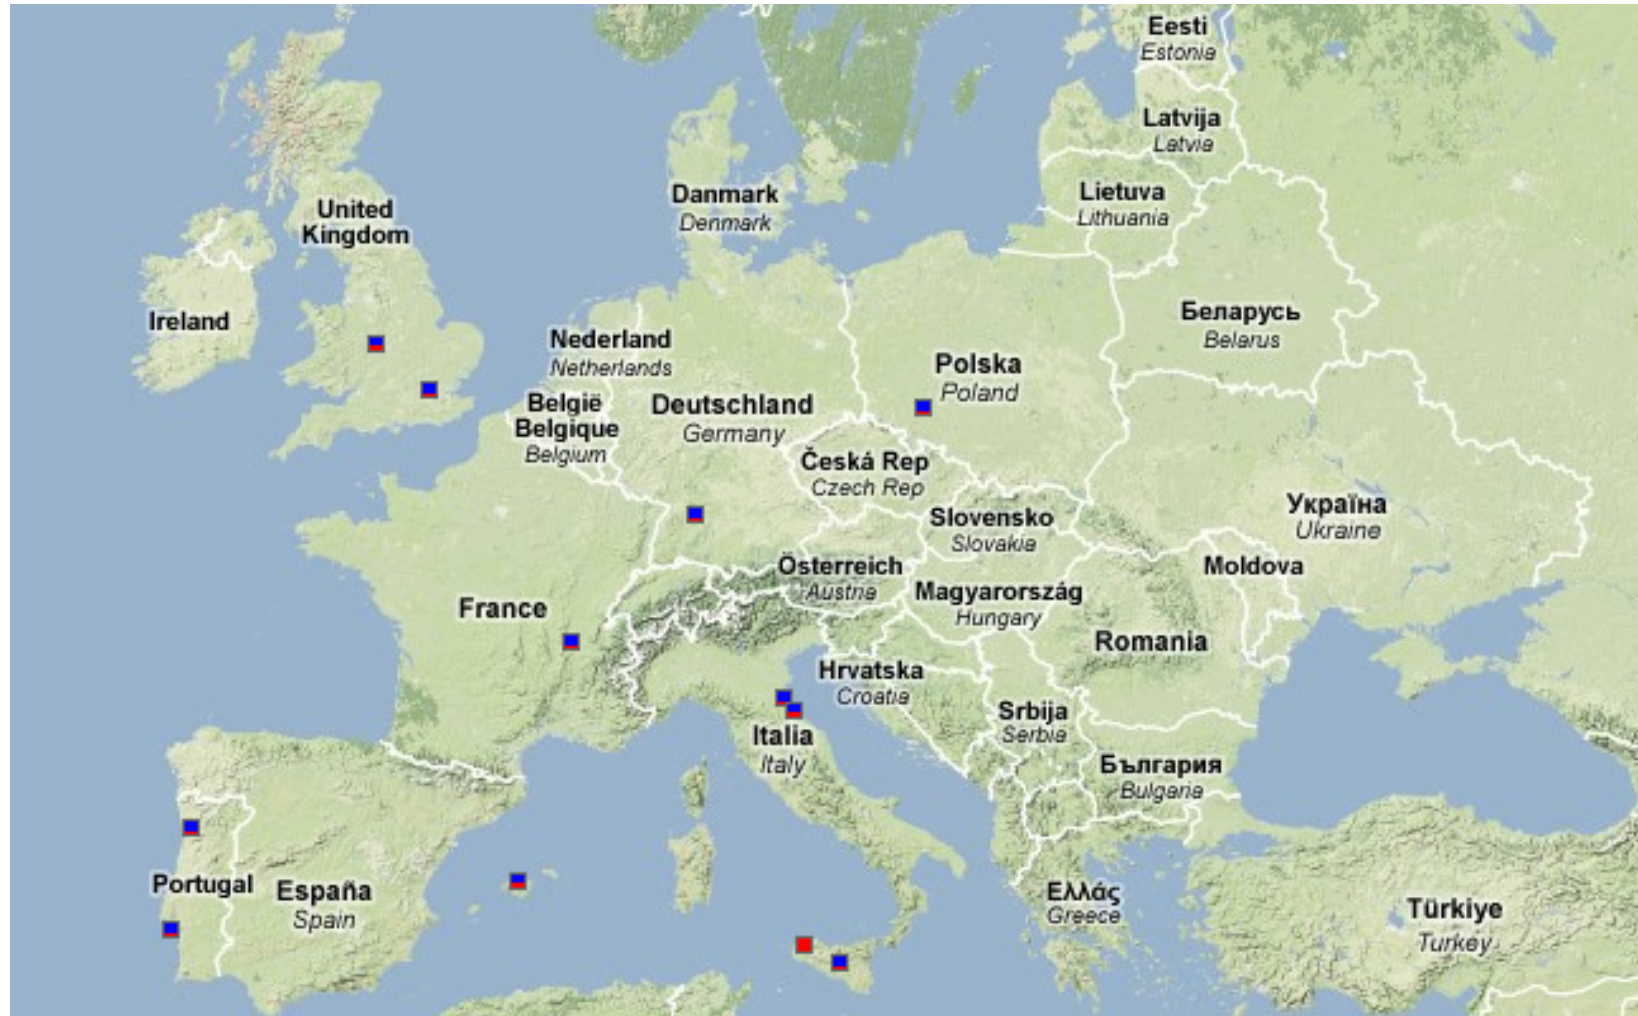 Eesti
Estonia
Latvija
Latvia
Lietuva
Lithuania
Danmark
Denmark
United
Kingdom
Ireland
Беларусь
Belarus
Nederland
Netherlands
Polska
Poland
België
Belgique
Belgium
Deutschland
Germany
Česká Rep
Czech Rep
Україна
Ukraine
Slovensko
Slovakia
Österreich
Austria
Moldova
Magyarország
Hungary
France
Romania
Hrvatska
Croatia
Srbija
Serbia
Italia
Italy
България
Bulgaria
Portugal
España
Spain
Ελλάς
Greece
Türkiye
Turkey